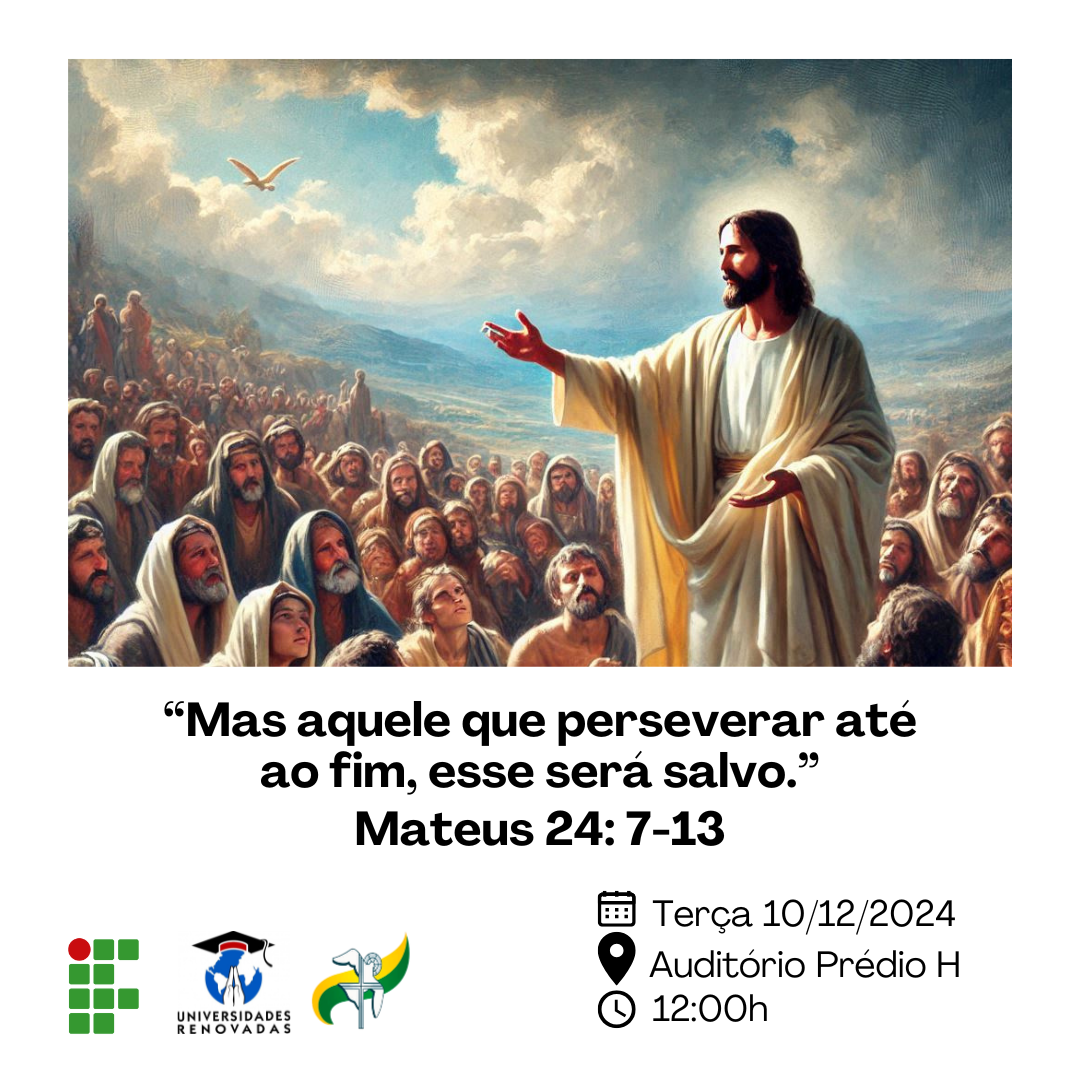 “Mas aquele que perseverar até
ao fim, esse será salvo.”
Mateus 24: 7-13
Terça 10/12/2024
Auditório Prédio H
12:00h
UNIVERSIDADES
RENOVADAS